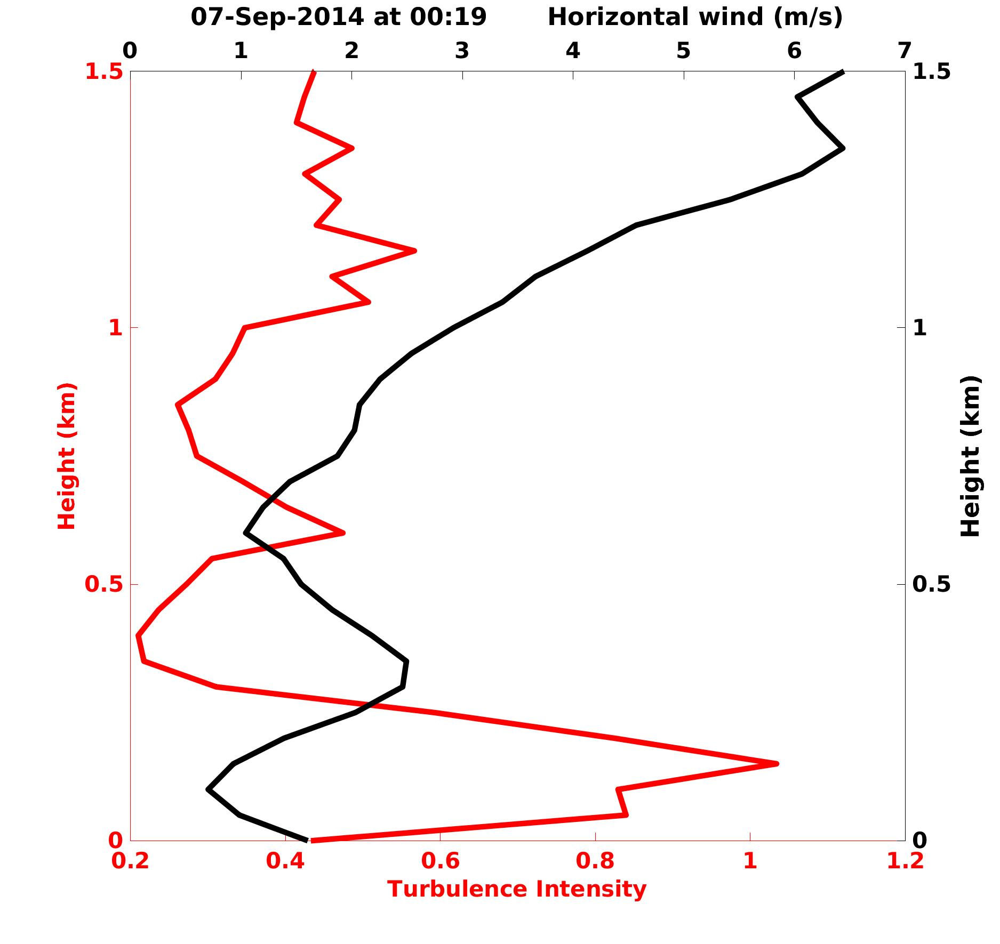 07-Sep-2014 at 00:19 Horizontal wind (m/s)
0 1 2 3 4 5 6 7
1.5 1.5
1 1
Height (km) Height (km)
0.5 0.5
0 0
0.2 0.4 0.6 0.8 1 1.2
Turbulence Intensity